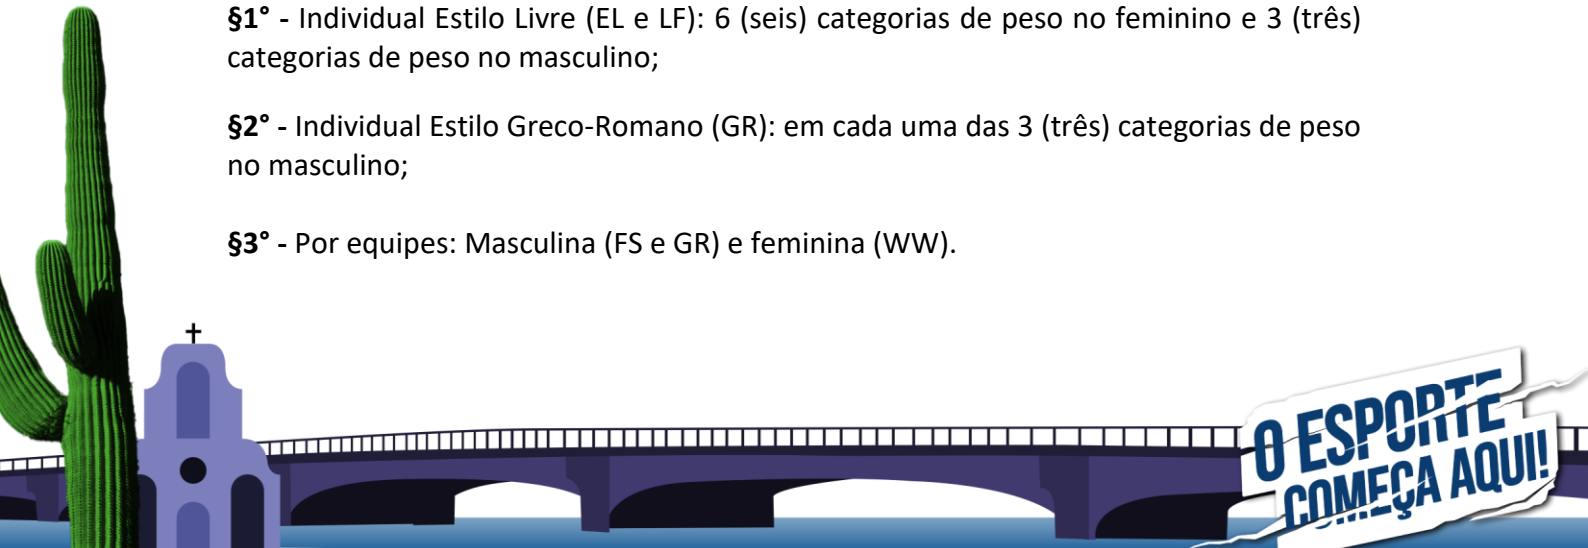 §1° - Individual Estilo Livre (EL e LF): 6 (seis) categorias de peso no feminino e 3 (três)
categorias de peso no masculino;
§2° - Individual Estilo Greco-Romano (GR): em cada uma das 3 (três) categorias de peso
no masculino;
§3° - Por equipes: Masculina (FS e GR) e feminina (WW).
O ESPORTE
COMEÇA AQUI!